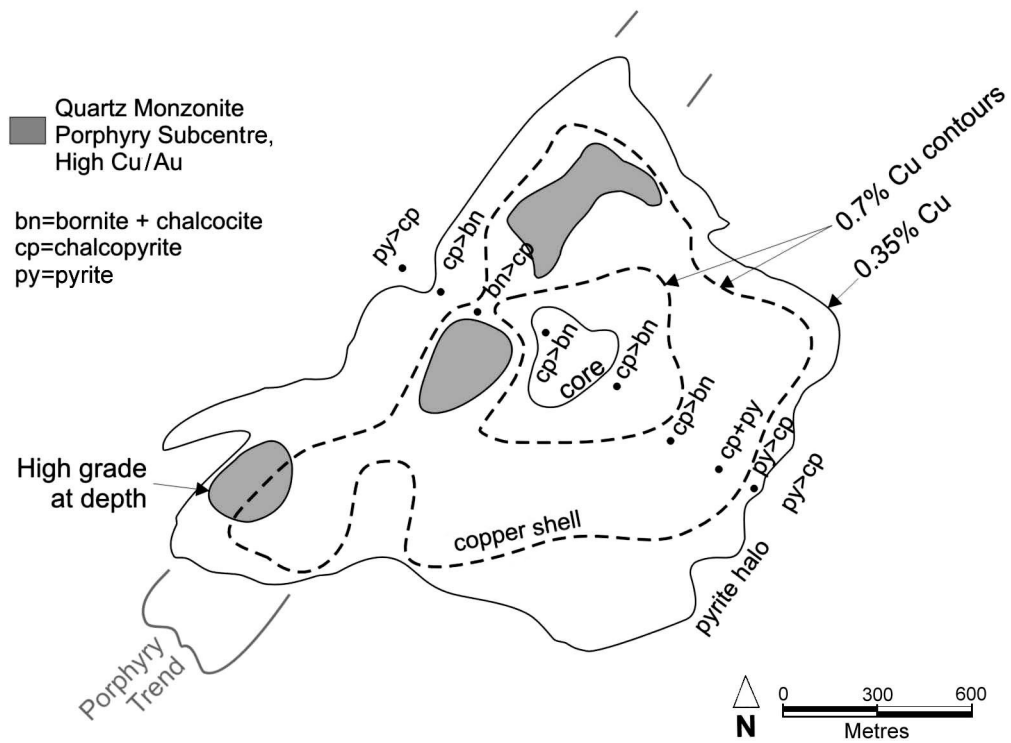 Quartz Monzonite
Porphyry Subcentre,
High Cu/Au
bn=bornite + chalcocite
cp=chalcopyrite
py=pyrite
py>cp
cp>bn
bn>cp
0.7% Cu contours
0.35% Cu
cp>bn
core
cp>bn
cp>bn
cp+py
py>cp
py>cp
High grade
at depth
copper shell
pyrite halo
Porphyry
Trend
N
0 300 600
Metres